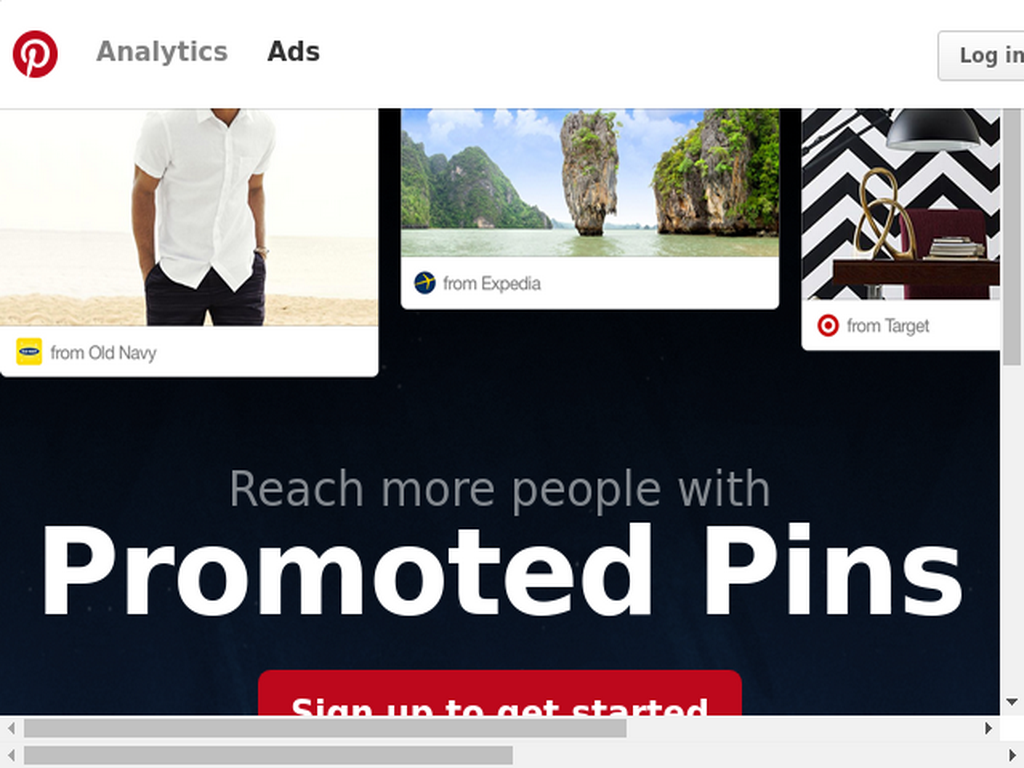 Analytics
Ads
Log in
from Old Navy
from Expedia
from Target
Reach more people with
Promoted Pins
Sign up to get started